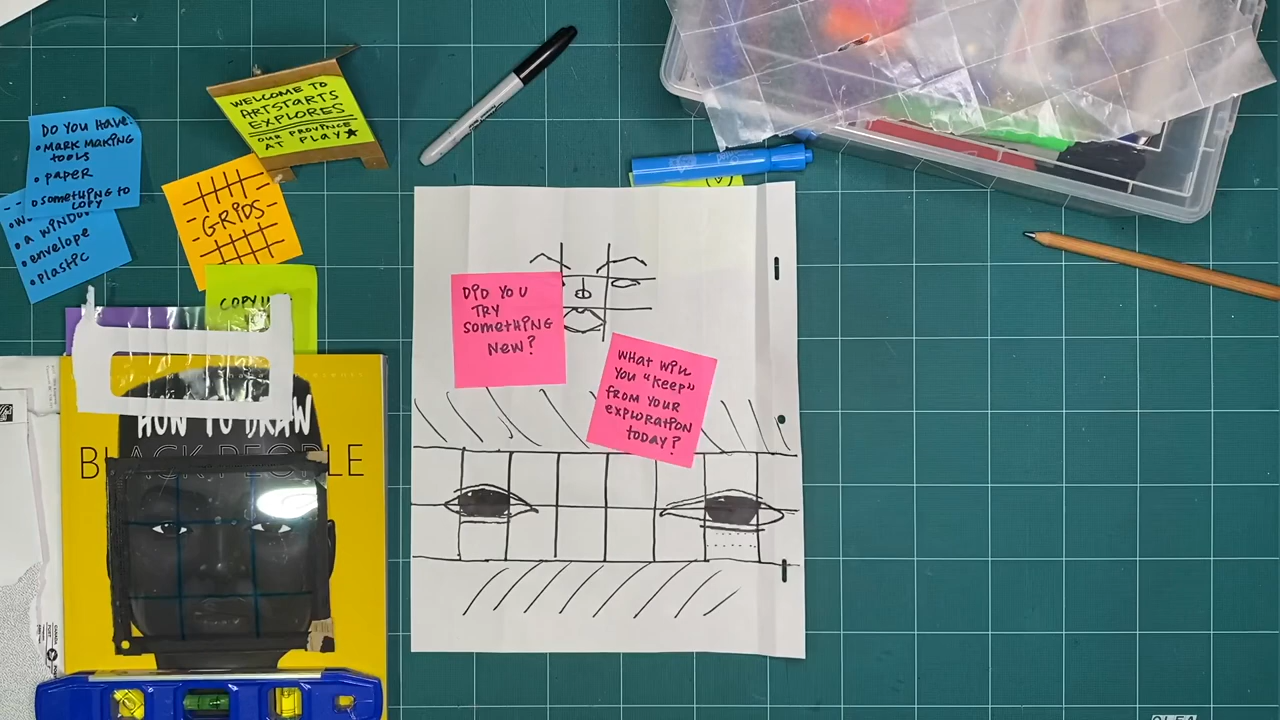 WELCOME TO
ARTSTARTS
EXPLORES
OUR PROVINCE
AT PLAY
DO YOU HAVE:
• MARK MAKING
TOOLS
• PAPER
• SOMETHING TO
COPY
• A WINDOW
• envelope
• PLASTIC
GRIDS
COPY
DID YOU
TRY
SOMETHING
NEW?
WHAT WILL
YOU "KEEP"
FROM YOUR
EXPLORATION
TODAY?
HOW TO DRAW
BLACK PEOPLE